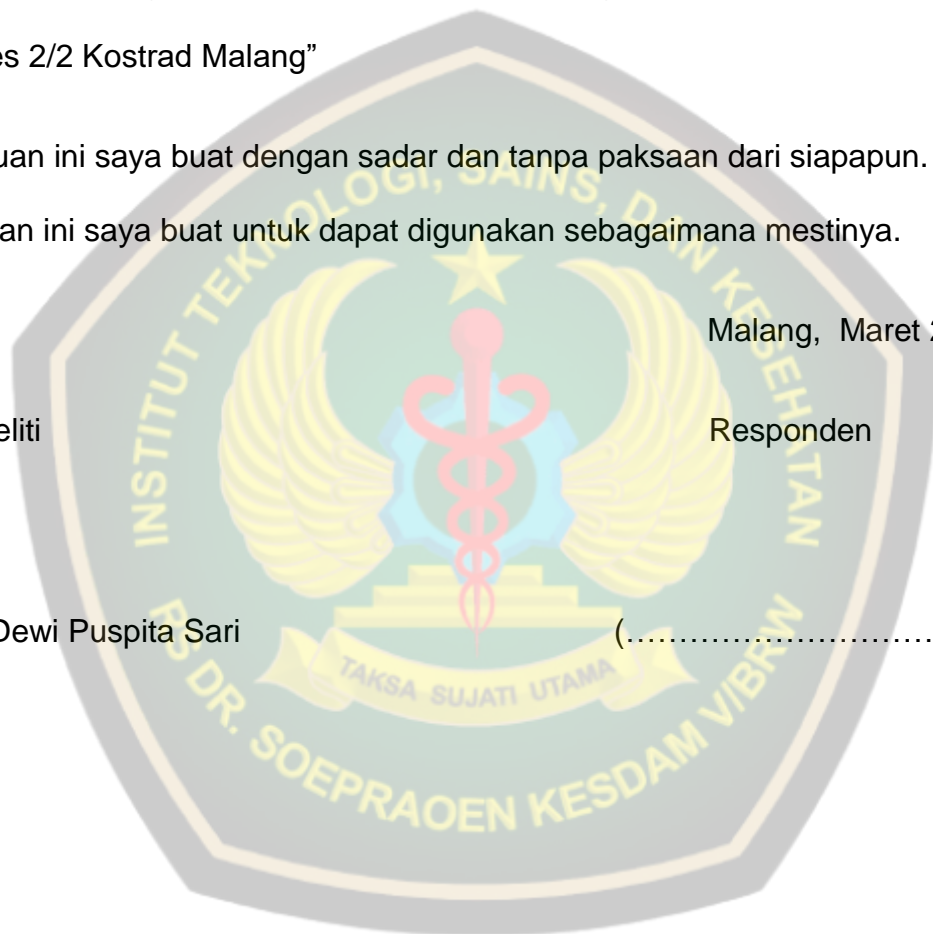 es 2/2 Kostrad Malang”
uan ini saya buat dengan sadar dan tanpa paksaan dari siapapun.
an ini saya buat untuk dapat digunakan sebagaimana mestinya.
Malang, Maret 2
eliti Responden
Dewi Puspita Sari (…………………………
INSTITUT TEKNOLOGI, SAINS, DAN KESEHATAN
TAKSA SUJATI UTAMA
RS DR. SOEPRAOEN KESDAM V/BRW